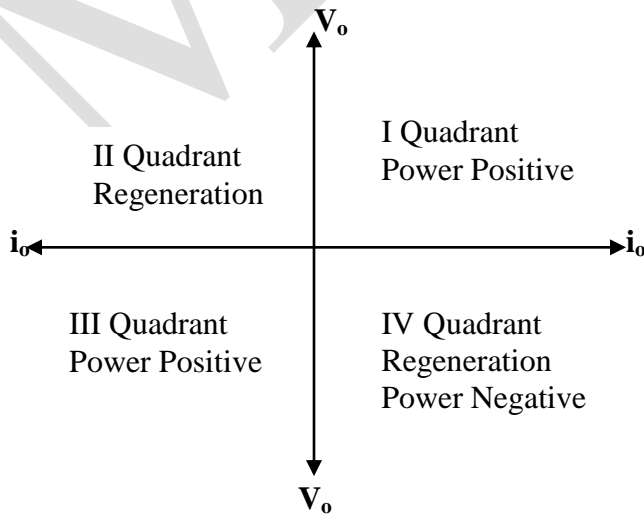 Vₒ
II Quadrant
Regeneration
I Quadrant
Power Positive
iₒ
iₒ
III Quadrant
Power Positive
IV Quadrant
Regeneration
Power Negative
Vₒ